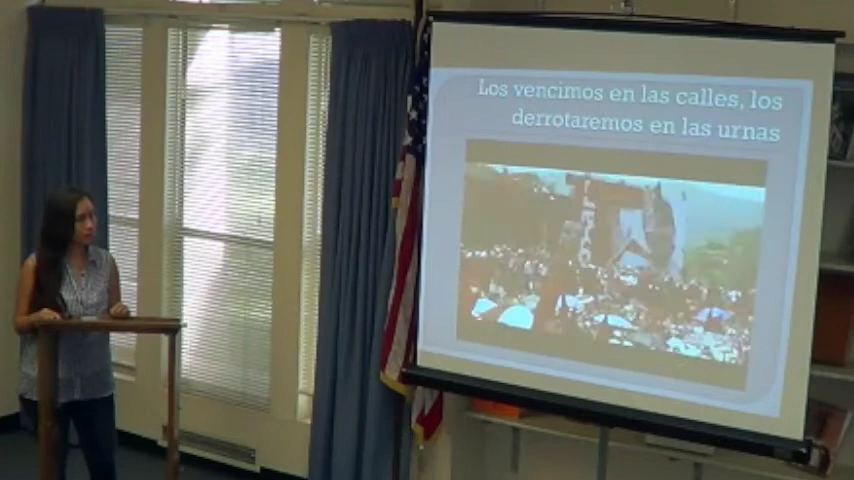 Los vencimos en las calles, los
derrotaremos en las urnas